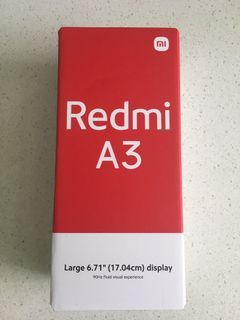 mi
Redmi
A3
Large 6.71" (17.04cm) display
90Hz fluid visual experience